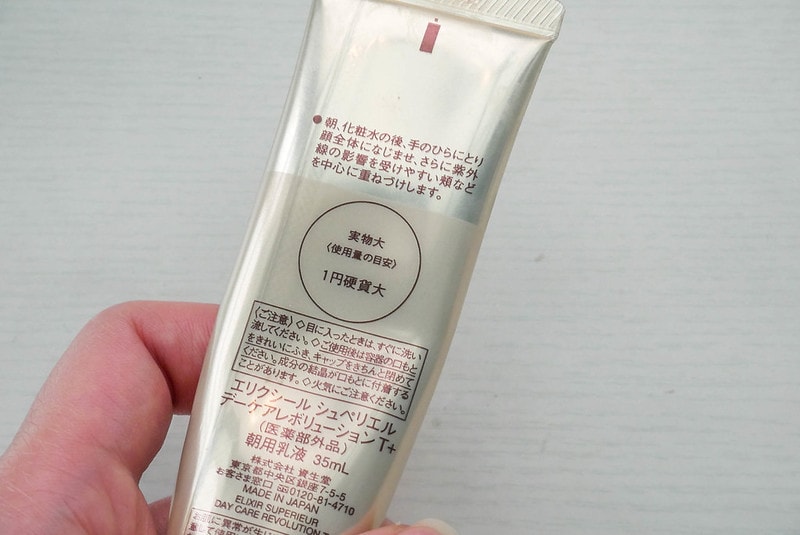 ●朝、化粧水の後、手のひらにとり
顔全体になじませ、さらに紫外
線の影響を受けやすい頬など
を中心に重ねづけします。
実物大
〈使用量の目安〉
1円硬貨大
〈ご注意〉◇目に入ったときは、すぐに洗い
流してください。◇ご使用後は容器の口もと
をきれいにふき、キャップをきちんと閉めて
ください。成分の結晶が口もとに付着する
ことがあります。◇火気にご注意ください。
エリクシール シュペリエル
デーケアレボリューション T+
(医薬部外品)
朝用乳液 35mL
株式会社 資生堂
東京都中央区銀座7-5-5
お客さま窓口 0120-81-4710
MADE IN JAPAN
ELIXIR SUPERIEUR
DAY CARE REVOLUTION
お肌に異常が生じ